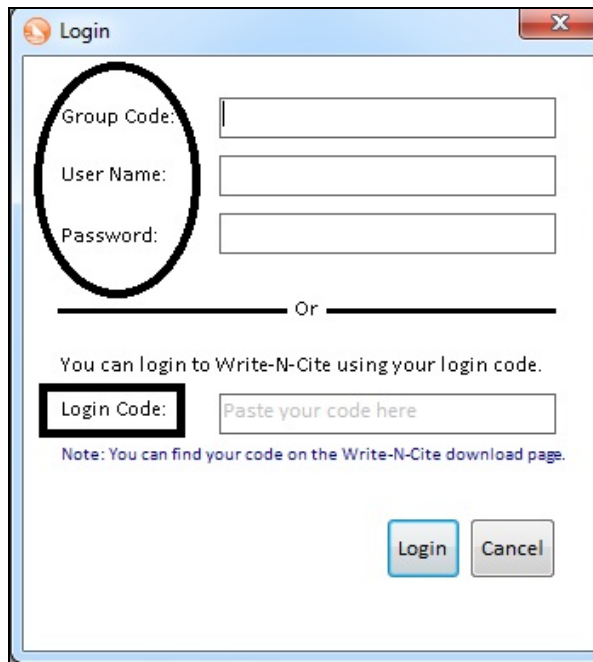 Login
Group Code:
User Name:
Password:
Or
You can login to Write-N-Cite using your login code.
Login Code: Paste your code here
Note: You can find your code on the Write-N-Cite download page.
Login Cancel